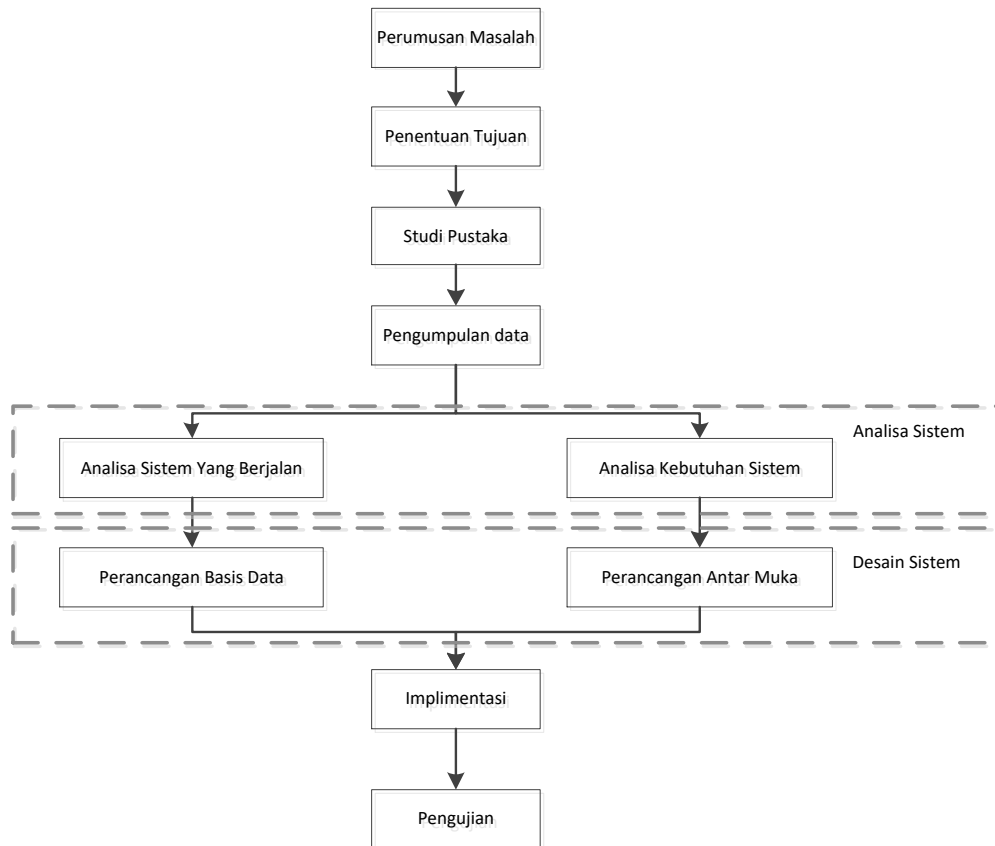 Perumusan Masalah
Penentuan Tujuan
Studi Pustaka
Pengumpulan data
Analisa Sistem
Analisa Sistem Yang Berjalan
Analisa Kebutuhan Sistem
Desain Sistem
Perancangan Basis Data
Perancangan Antar Muka
Implimentasi
Pengujian